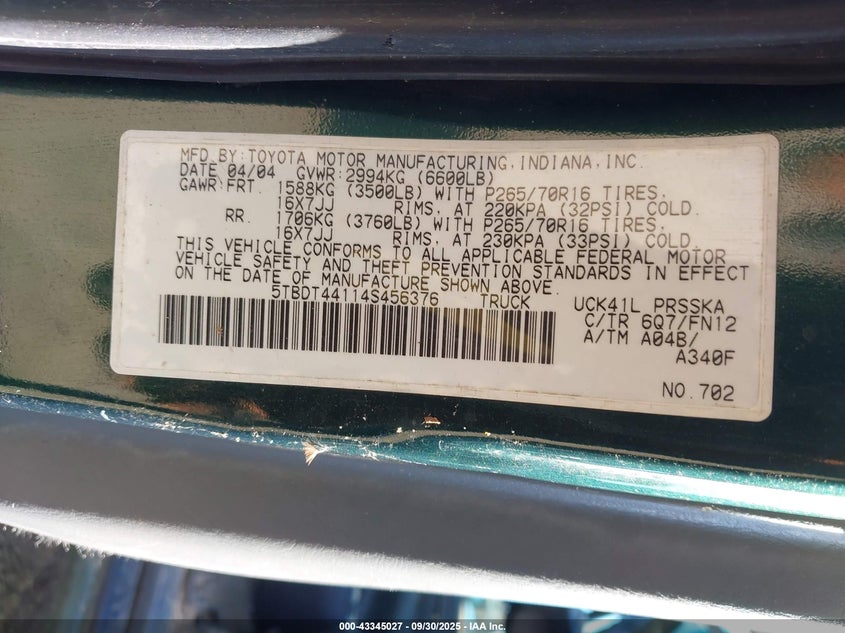 MFD.BY:TOYOTA MOTOR MANUFACTURING,INDIANA,INC.
DATE 04/04 GVWR:2994KG (6600LB)
GAWR:FRT. 1588KG (3500LB) WITH P265/70R16 TIRES.
16X7JJ RIMS, AT 220KPA (32PSI) COLD.
RR. 1706KG (3760LB) WITH P265/70R16 TIRES.
16X7JJ RIMS, AT 230KPA (33PSI) COLD.
THIS VEHICLE CONFORMS TO ALL APPLICABLE FEDERAL MOTOR
VEHICLE SAFETY AND THEFT PREVENTION STANDARDS IN EFFECT
ON THE DATE OF MANUFACTURE SHOWN ABOVE.
5TBDT44114S456376 TRUCK
UCK41L PRSSKA
C/TR 6Q7/FN12
A/TM A04B/
A340F
NO.702
000-43345027 - 09/30/2025 - IAA Inc.